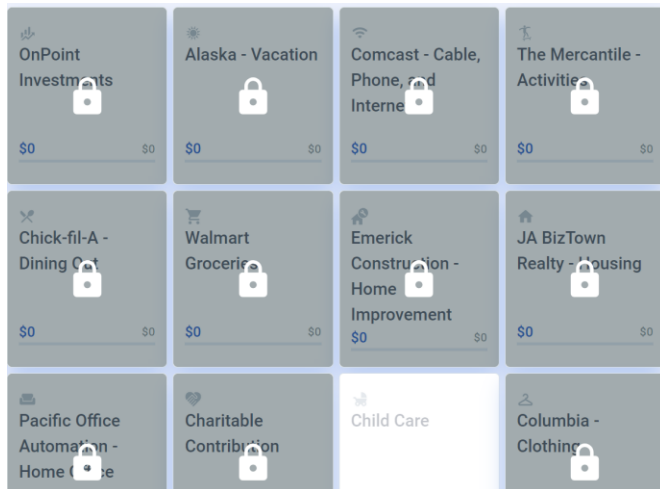 OnPoint
Investments
$0 $0
Alaska - Vacation
$0 $0
Comcast - Cable,
Phone, and
Internet
$0 $0
The Mercantile -
Activities
$0 $0
Chick-fil-A -
Dining Out
$0 $0
Walmart
Groceries
$0 $0
Emerick
Construction -
Home
Improvement
$0 $0
JA BizTown
Realty - Housing
$0 $0
Pacific Office
Automation -
Home Office
Charitable
Contribution
Child Care
Columbia -
Clothing